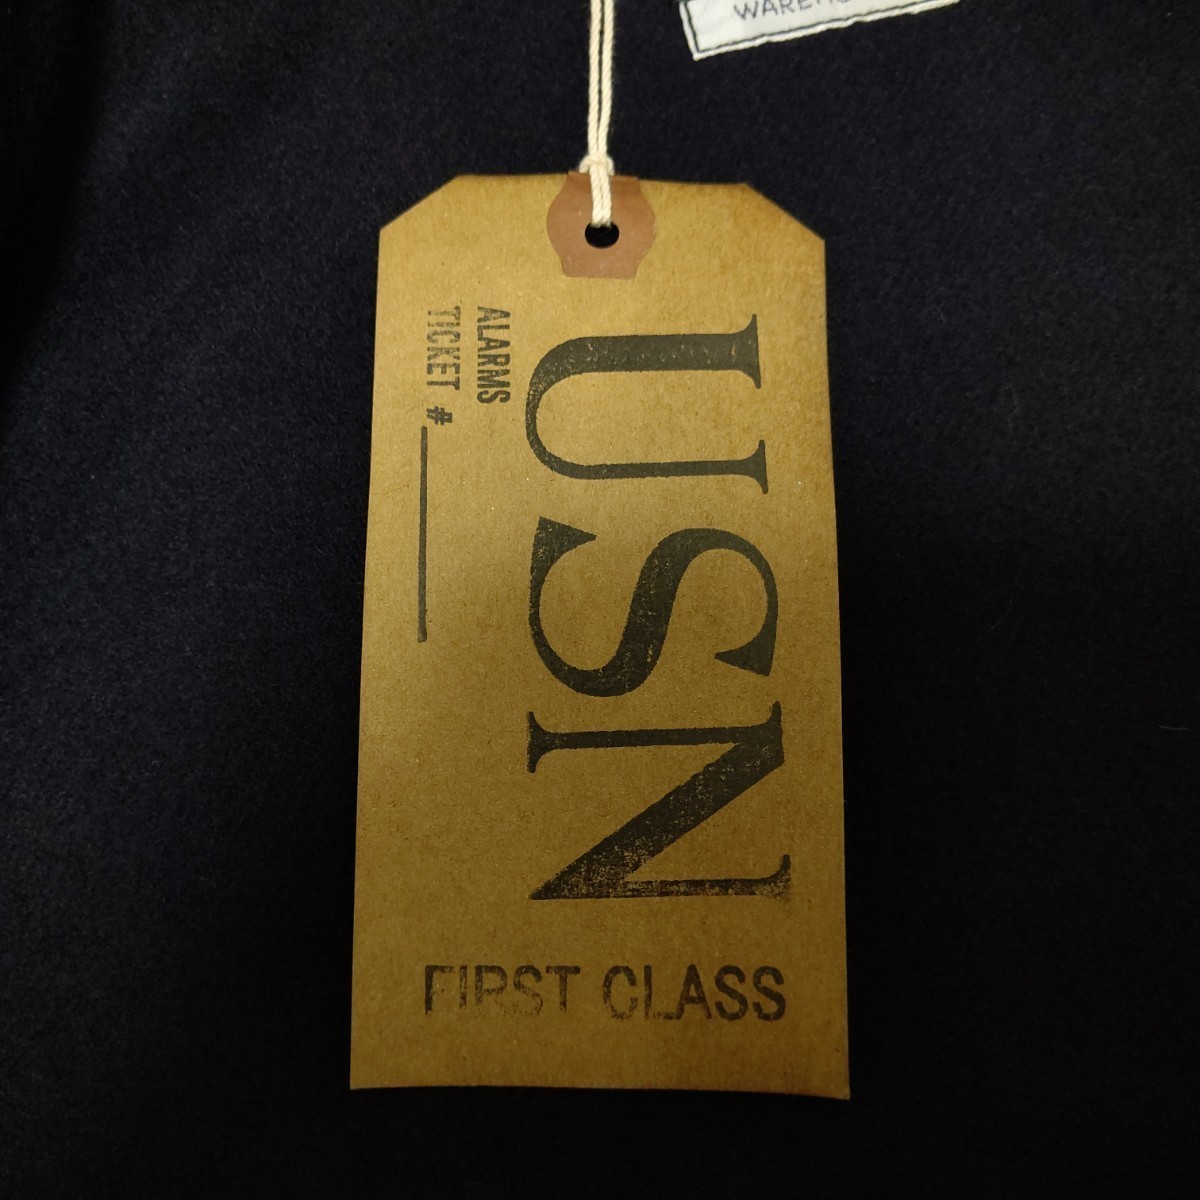 USN
ALARMS
TICKET #
FIRST CLASS